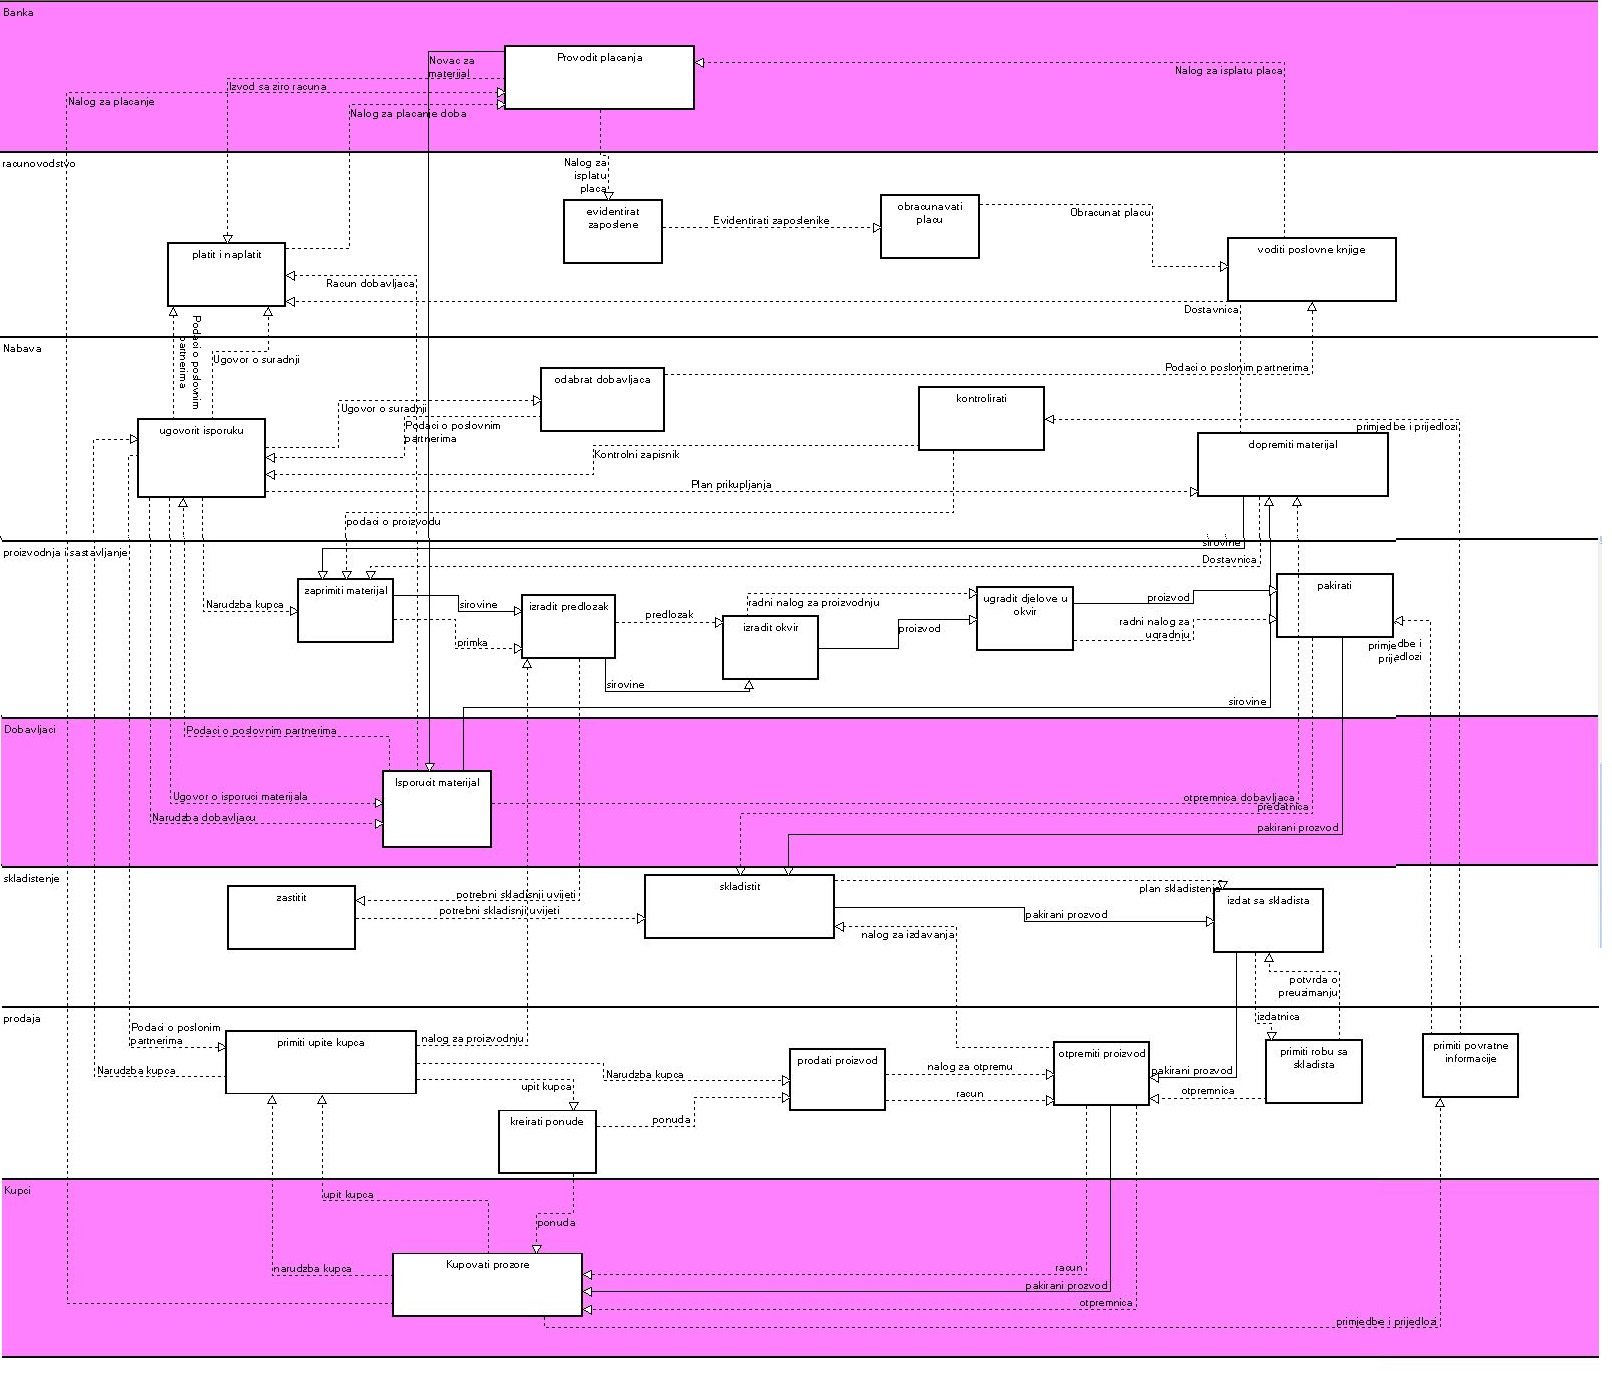 Banka
Provodit placanja
Novac za
materijal
Izvod sa ziro racuna
Nalog za placanje
Nalog za placanje doba
Nalog za isplatu placa
racunovodstvo
Nalog za
isplatu
placa
evidentirat
zaposlene
Evidentirati zaposlenike
obracunavati
placu
Obracunat placu
voditi poslovne knjige
platit i naplatit
Racun dobavljaca
Dostavnica
Podaci o poslovnim
partnerima
Ugovor o suradnji
Nabava
odabrat dobavljaca
Podaci o poslonim partnerima
kontrolirati
Ugovor o suradnji
Podaci o poslovnim
partnerima
ugovorit isporuku
primjedbe i prijedlozi
dopremiti materijal
Kontrolni zapisnik
Plan prikupljanja
podaci o proizvodu
proizvodnja i sastavljanje
sirovine
Dostavnica
zaprimiti materijal
Narudzba kupca
sirovine
primka
izradit predlozak
predlozak
radni nalog za proizvodnju
izradit okvir
proizvod
ugradit djelove u
okvir
proizvod
radni nalog za
ugradnju
pakirati
primjedbe i
prijedlozi
sirovine
sirovine
Dobavljaci
Podaci o poslovnim partnerima
Isporucit materijal
Ugovor o isporuci materijala
Narudzba dobavljacu
otpremnica dobavljaca
predatnica
pakirani prozvod
skladistenje
zastitit
potrebni skladisnji uvijeti
potrebni skladisnji uvijeti
skladistit
plan skladistenje
izdat sa skladista
pakirani prozvod
nalog za izdavanja
potvrda o
preuzimanju
izdatnica
prodaja
Podaci o poslonim
partnerima
Narudzba kupca
primiti upite kupca
nalog za proizvodnju
Narudzba kupca
upit kupca
kreirati ponude
ponuda
prodati proizvod
nalog za otpremu
racun
otpremiti proizvod
pakirani prozvod
otpremnica
primiti robu sa
skladista
primiti povratne
informacije
Kupci
upit kupca
ponuda
narudzba kupca
Kupovati prozore
racun
pakirani prozvod
otpremnica
primjedbe i prijedlozi